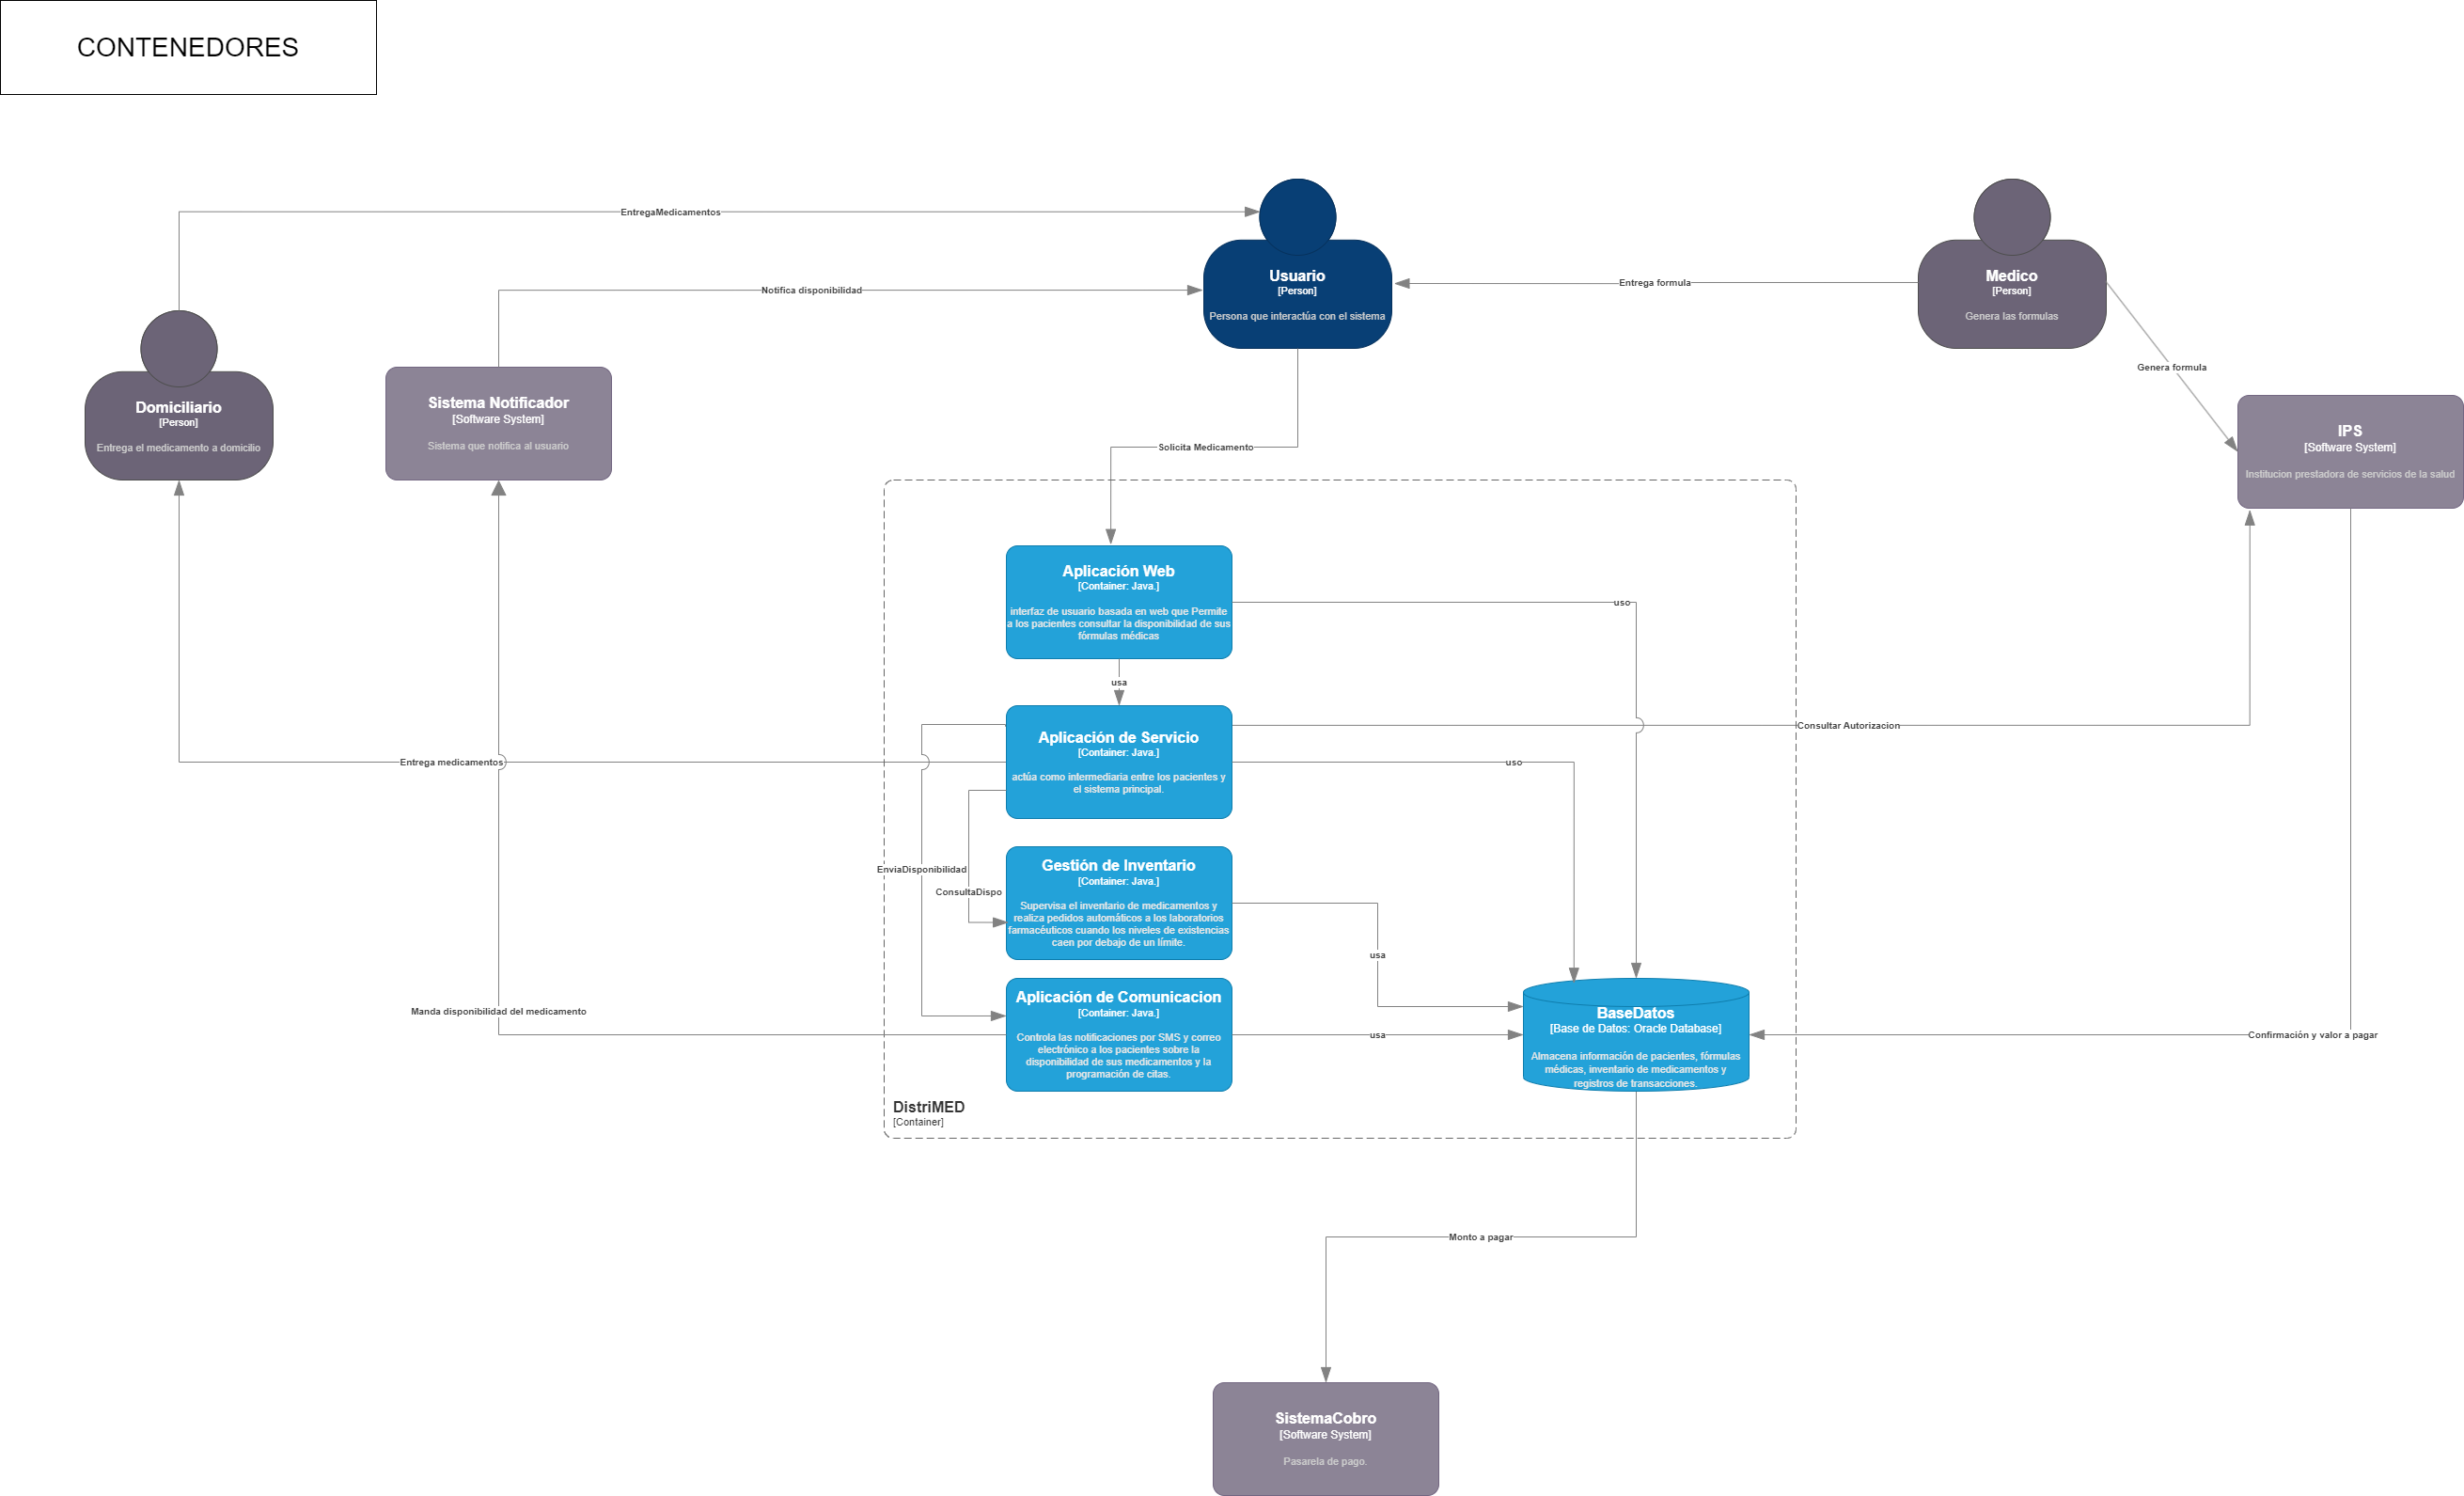 CONTENEDORES
EntregaMedicamentos
Usuario
[Person]
Persona que interactúa con el sistema
Notifica disponibilidad
Entrega formula
Medico
[Person]
Genera las formulas
Genera formula
Domiciliario
[Person]
Entrega el medicamento a domicilio
Sistema Notificador
[Software System]
Sistema que notifica al usuario
Solicita Medicamento
IPS
[Software System]
Institucion prestadora de servicios de la salud
Aplicación Web
[Container: Java.]
interfaz de usuario basada en web que Permite
a los pacientes consultar la disponibilidad de sus
fórmulas médicas
uso
usa
Aplicación de Servicio
[Container: Java.]
actúa como intermediaria entre los pacientes y
el sistema principal.
Consultar Autorizacion
Entrega medicamentos
uso
EnviaDisponibilidad
ConsultaDispo
Gestión de Inventario
[Container: Java.]
Supervisa el inventario de medicamentos y
realiza pedidos automáticos a los laboratorios
farmacéuticos cuando los niveles de existencias
caen por debajo de un límite.
usa
Manda disponibilidad del medicamento
Aplicación de Comunicacion
[Container: Java.]
Controla las notificaciones por SMS y correo
electrónico a los pacientes sobre la
disponibilidad de sus medicamentos y la
programación de citas.
usa
BaseDatos
[Base de Datos: Oracle Database]
Almacena información de pacientes, fórmulas
médicas, inventario de medicamentos y
registros de transacciones.
Confirmación y valor a pagar
DistriMED
[Container]
Monto a pagar
SistemaCobro
[Software System]
Pasarela de pago.